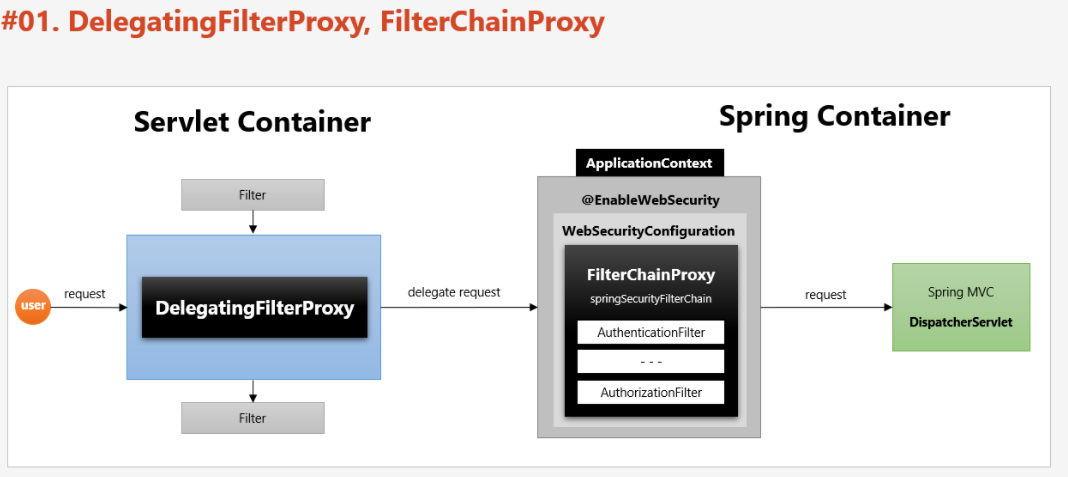 #01. DelegatingFilterProxy, FilterChainProxy
Servlet Container
Spring Container
ApplicationContext
Filter
@EnableWebSecurity
WebSecurityConfiguration
FilterChainProxy
springSecurityFilterChain
user
request
DelegatingFilterProxy
delegate request
AuthenticationFilter
- - -
AuthorizationFilter
request
Spring MVC
DispatcherServlet
Filter